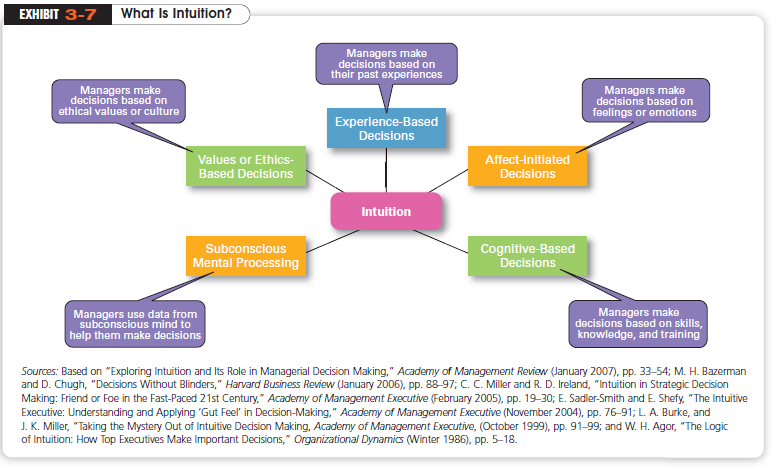 EXHIBIT 3-7 What Is Intuition?
Managers make
decisions based on
their past experiences
Managers make
decisions based on
ethical values or culture
Managers make
decisions based on
feelings or emotions
Experience-Based
Decisions
Values or Ethics-
Based Decisions
Affect-Initiated
Decisions
Intuition
Subconscious
Mental Processing
Cognitive-Based
Decisions
Managers use data from
subconscious mind to
help them make decisions
Managers make
decisions based on skills,
knowledge, and training
Sources: Based on “Exploring Intuition and Its Role in Managerial Decision Making,” Academy of Management Review (January 2007), pp. 33–54; M. H. Bazerman
and D. Chugh, “Decisions Without Blinders,” Harvard Business Review (January 2006), pp. 88–97; C. C. Miller and R. D. Ireland, “Intuition in Strategic Decision
Making: Friend or Foe in the Fast-Paced 21st Century,” Academy of Management Executive (February 2005), pp. 19–30; E. Sadler-Smith and E. Shefy, “The Intuitive
Executive: Understanding and Applying ‘Gut Feel’ in Decision-Making,” Academy of Management Executive (November 2004), pp. 76–91; L. A. Burke, and
J. K. Miller, “Taking the Mystery Out of Intuitive Decision Making, Academy of Management Executive, (October 1999), pp. 91–99; and W. H. Agor, “The Logic
of Intuition: How Top Executives Make Important Decisions,” Organizational Dynamics (Winter 1986), pp. 5–18.